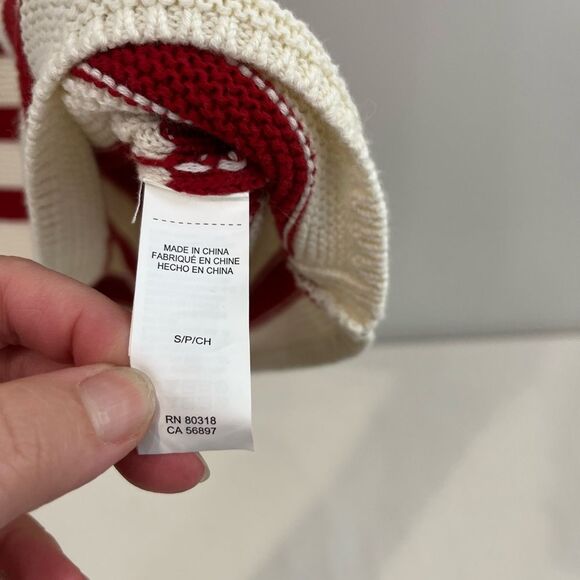 MADE IN CHINA
FABRIQUÉ EN CHINE
HECHO EN CHINA
S/P/CH
RN 80318
CA 56897